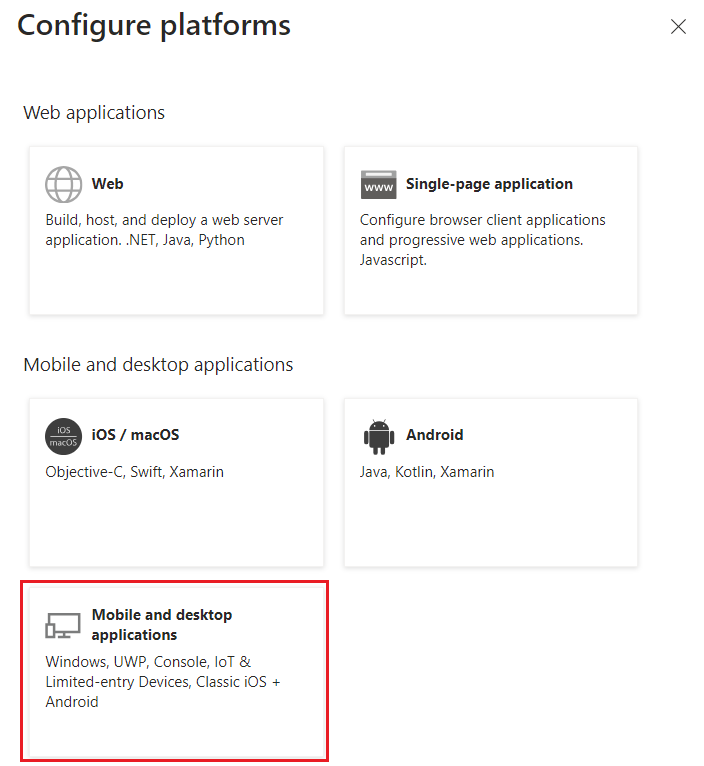 Configure platforms
Web applications
Web
Build, host, and deploy a web server
application. .NET, Java, Python
www
Single-page application
Configure browser client applications
and progressive web applications.
Javascript.
Mobile and desktop applications
iOS
macOS
iOS / macOS
Objective-C, Swift, Xamarin
Android
Java, Kotlin, Xamarin
Mobile and desktop
applications
Windows, UWP, Console, IoT &
Limited-entry Devices, Classic iOS +
Android